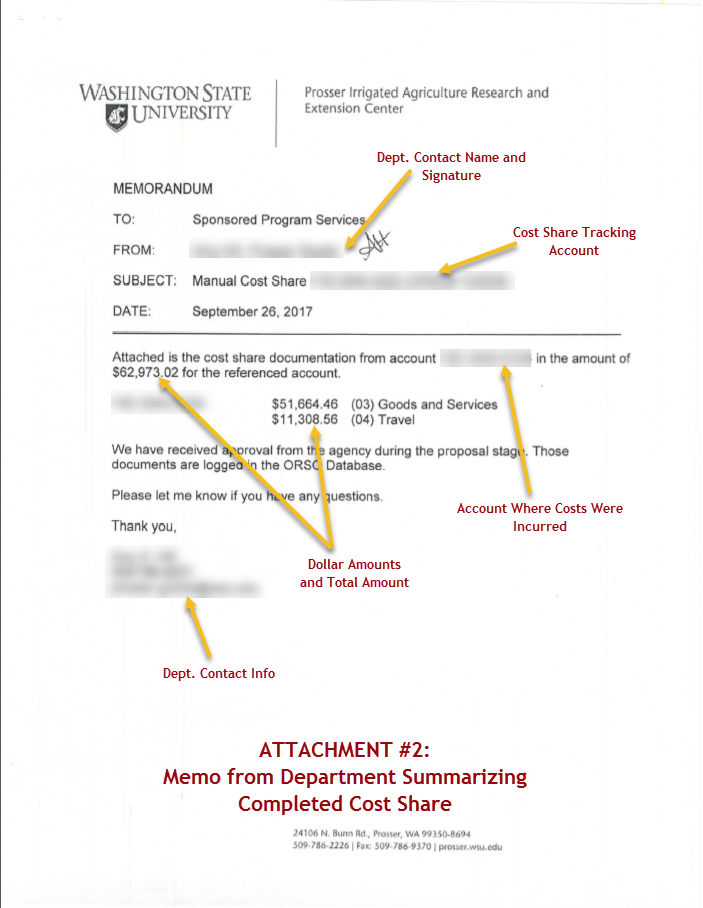 WASHINGTON STATE
UNIVERSITY
Prosser Irrigated Agriculture Research and
Extension Center
Dept. Contact Name and
Signature
MEMORANDUM
TO: Sponsored Program Services
FROM:
Cost Share Tracking
Account
SUBJECT: Manual Cost Share
DATE: September 26, 2017
Attached is the cost share documentation from account in the amount of
$62,973.02 for the referenced account.
$51,664.46 (03) Goods and Services
$11,308.56 (04) Travel
We have received approval from the agency during the proposal stage. Those
documents are logged in the ORSO Database.
Please let me know if you have any questions.
Account Where Costs Were
Incurred
Thank you,
Dollar Amounts
and Total Amount
Dept. Contact Info
ATTACHMENT #2:
Memo from Department Summarizing
Completed Cost Share
24106 N. Bunn Rd., Prosser, WA 99350-8694
509-786-2226 | Fax: 509-786-9370 | prosser.wsu.edu